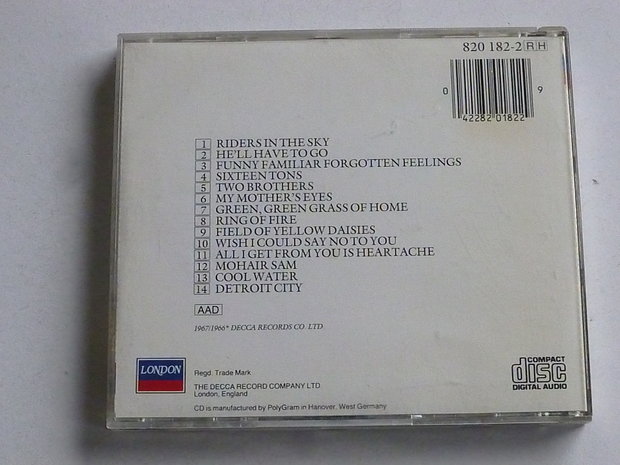 820 182-2 RH
0 42282 01822 9
1 RIDERS IN THE SKY
2 HE'LL HAVE TO GO
3 FUNNY FAMILIAR FORGOTTEN FEELINGS
4 SIXTEEN TONS
5 TWO BROTHERS
6 MY MOTHER'S EYES
7 GREEN, GREEN GRASS OF HOME
8 RING OF FIRE
9 FIELD OF YELLOW DAISIES
10 WISH I COULD SAY NO TO YOU
11 ALL I GET FROM YOU IS HEARTACHE
12 MOHAIR SAM
13 COOL WATER
14 DETROIT CITY
AAD
1967/1966* DECCA RECORDS CO. LTD.
LONDON
Regd. Trade Mark
THE DECCA RECORD COMPANY LTD.
London, England
CD is manufactured by PolyGram in Hanover, West Germany
COMPACT
disc
DIGITAL AUDIO